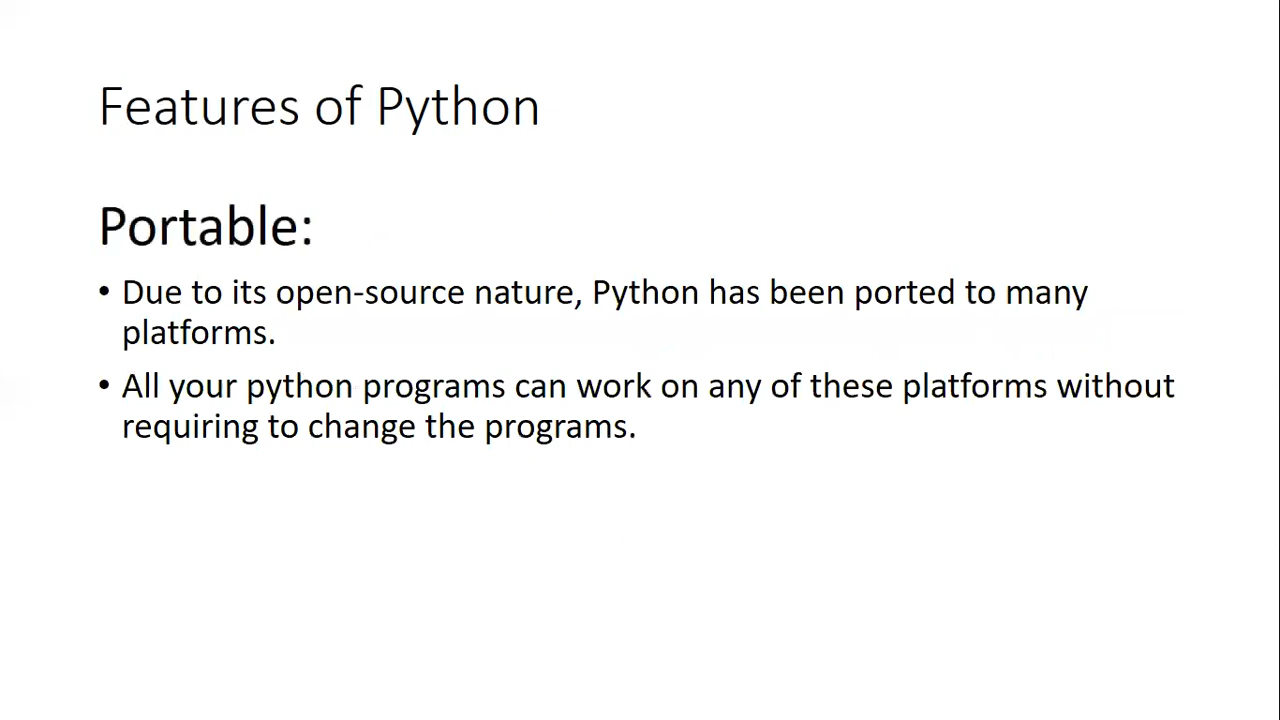 Features of Python
Portable:
• Due to its open-source nature, Python has been ported to many
platforms.
• All your python programs can work on any of these platforms without
requiring to change the programs.